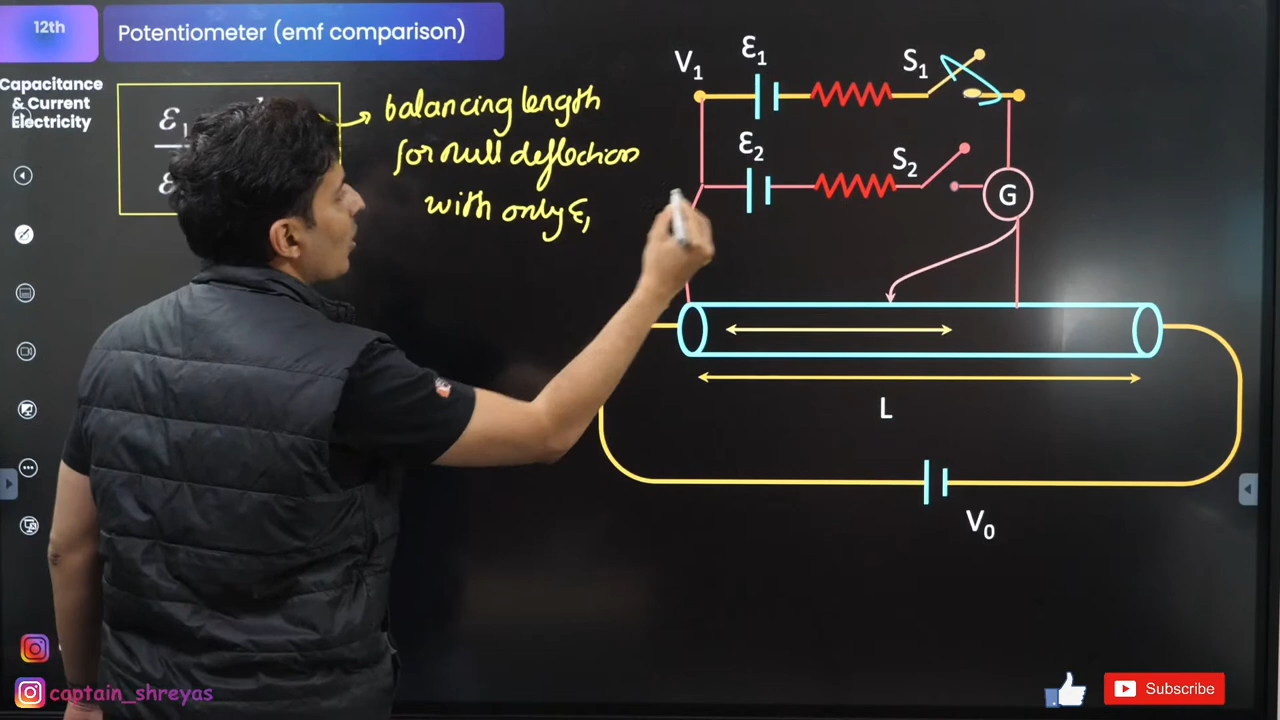 12th
Potentiometer (emf comparison)
Capacitance
& Current
Electricity
ε₁
ε
balancing length
for null deflection
with only ε₁
V₁
ε₁
S₁
ε₂
S₂
G
L
V₀
captain_shreyas
Subscribe